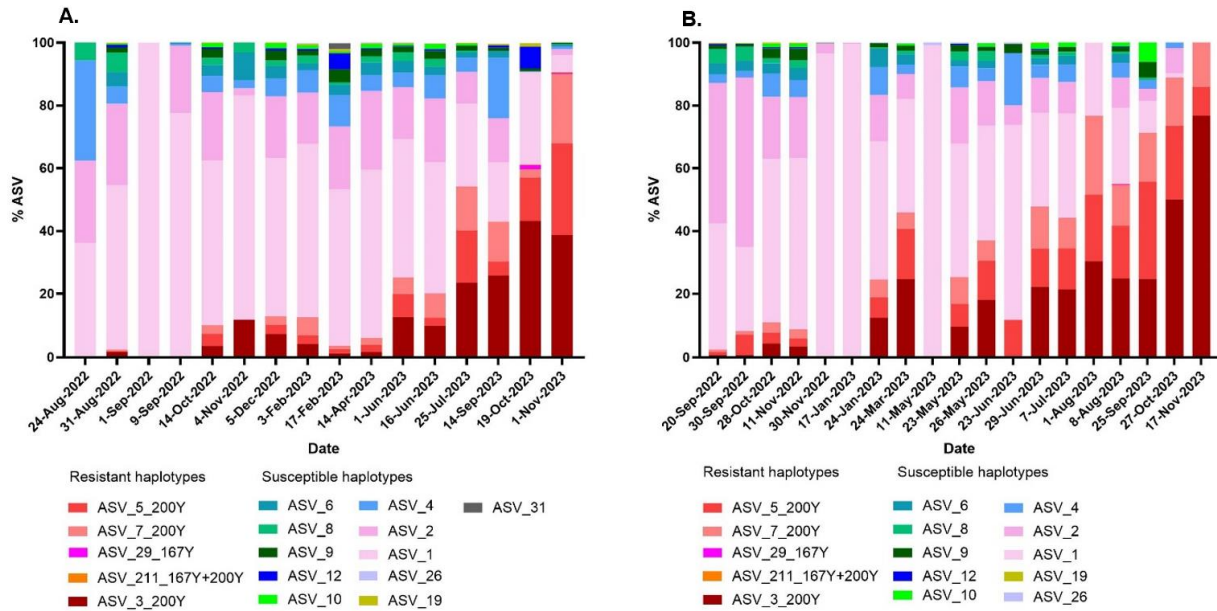 A.
100
80
60
40
20
0
% ASV
24-Aug-2022
31-Aug-2022
1-Sep-2022
9-Sep-2022
14-Oct-2022
4-Nov-2022
5-Dec-2022
3-Feb-2023
17-Feb-2023
14-Apr-2023
1-Jun-2023
16-Jun-2023
25-Jul-2023
14-Sep-2023
19-Oct-2023
1-Nov-2023
Date
Resistant haplotypes
ASV_5_200Y
ASV_7_200Y
ASV_29_167Y
ASV_211_167Y+200Y
ASV_3_200Y
Susceptible haplotypes
ASV_6
ASV_8
ASV_9
ASV_12
ASV_10
ASV_4
ASV_2
ASV_1
ASV_26
ASV_19
ASV_31
B.
100
80
60
40
20
0
% ASV
20-Sep-2022
30-Sep-2022
28-Oct-2022
11-Nov-2022
30-Nov-2022
17-Jan-2023
24-Jan-2023
24-Mar-2023
11-May-2023
23-May-2023
26-May-2023
23-Jun-2023
29-Jun-2023
7-Jul-2023
1-Aug-2023
8-Aug-2023
25-Sep-2023
27-Oct-2023
17-Nov-2023
Date
Resistant haplotypes
ASV_5_200Y
ASV_7_200Y
ASV_29_167Y
ASV_211_167Y+200Y
ASV_3_200Y
Susceptible haplotypes
ASV_6
ASV_8
ASV_9
ASV_12
ASV_10
ASV_4
ASV_2
ASV_1
ASV_19
ASV_26